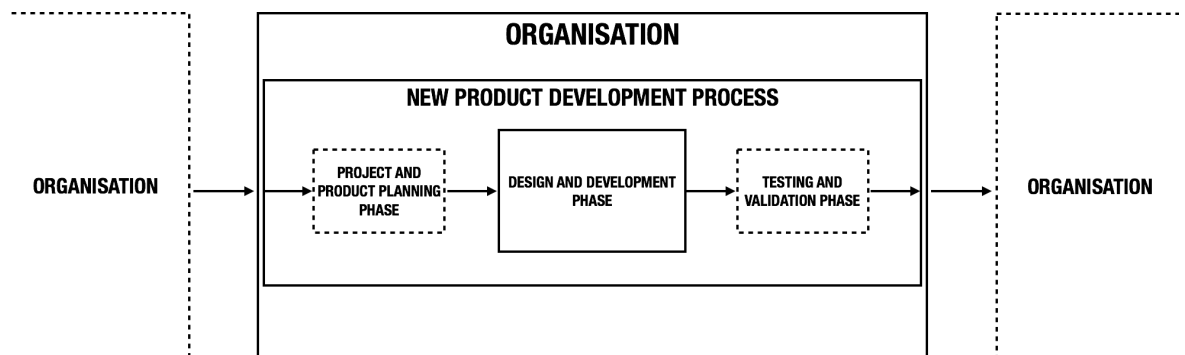 ORGANISATION
NEW PRODUCT DEVELOPMENT PROCESS
ORGANISATION
PROJECT AND
PRODUCT PLANNING
PHASE
DESIGN AND DEVELOPMENT
PHASE
TESTING AND
VALIDATION PHASE
ORGANISATION